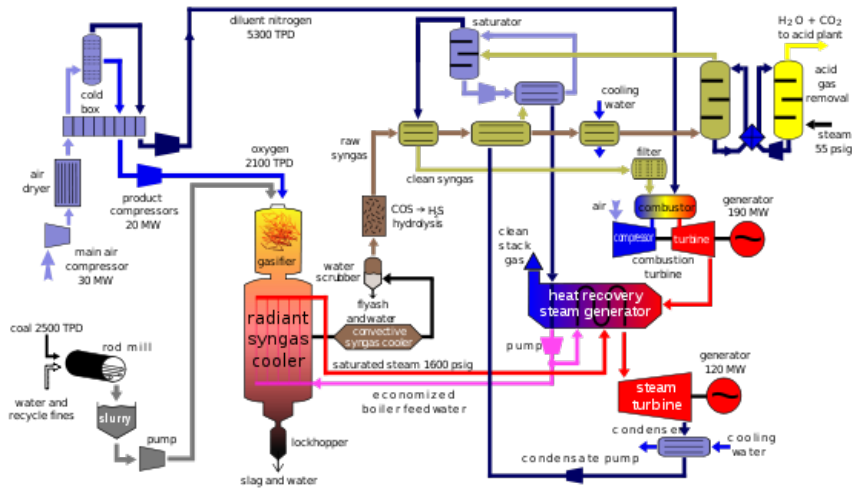 diluent nitrogen
5300 TPD
saturator
H2O + CO2
to acid plant
cold
box
cooling
water
acid
gas
removal
steam
55 psig
oxygen
2100 TPD
raw
syngas
filter
clean syngas
air
dryer
product
compressors
20 MW
COS → H2S
hydrolysis
air
combustor
generator
190 MW
compressor
turbine
combustion
turbine
main air
compressor
30 MW
gasifier
clean
stack
gas
water
scrubber
flyash
and water
heat recovery
steam generator
radiant
syngas
cooler
convective
syngas cooler
coal 2500 TPD
rod mill
pump
saturated steam 1600 psig
generator
120 MW
economized
boiler feed water
steam
turbine
water and
recycle fines
slurry
pump
lockhopper
condenser
cooling
water
condensate pump
slag and water